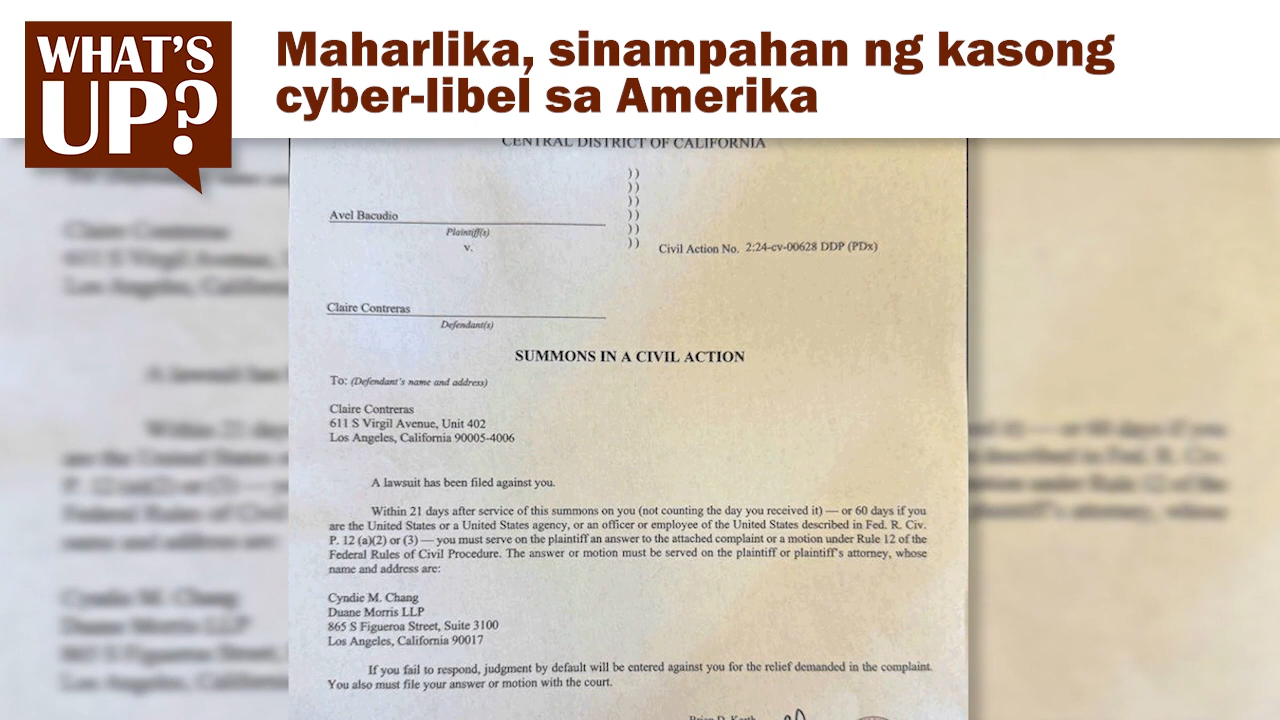 WHAT'S
UP?
Maharlika, sinampahan ng kasong
cyber-libel sa Amerika
CENTRAL DISTRICT OF CALIFORNIA
))
))
))
))
Avel Bacudio ))
Plaintiff(s) ))
v. Civil Action No. 2:24-cv-00628 DDP (PDx)
Claire Contreras
Defendant(s)
SUMMONS IN A CIVIL ACTION
To: (Defendant's name and address)
Claire Contreras
611 S Virgil Avenue, Unit 402
Los Angeles, California 90005-4006
A lawsuit has been filed against you.
Within 21 days after service of this summons on you (not counting the day you received it) — or 60 days if you
are the United States or a United States agency, or an officer or employee of the United States described in Fed. R. Civ.
P. 12 (a)(2) or (3) — you must serve on the plaintiff an answer to the attached complaint or a motion under Rule 12 of the
Federal Rules of Civil Procedure. The answer or motion must be served on the plaintiff or plaintiff's attorney, whose
name and address are:
Cyndie M. Chang
Duane Morris LLP
865 S Figueroa Street, Suite 3100
Los Angeles, California 90017
If you fail to respond, judgment by default will be entered against you for the relief demanded in the complaint.
You also must file your answer or motion with the court.